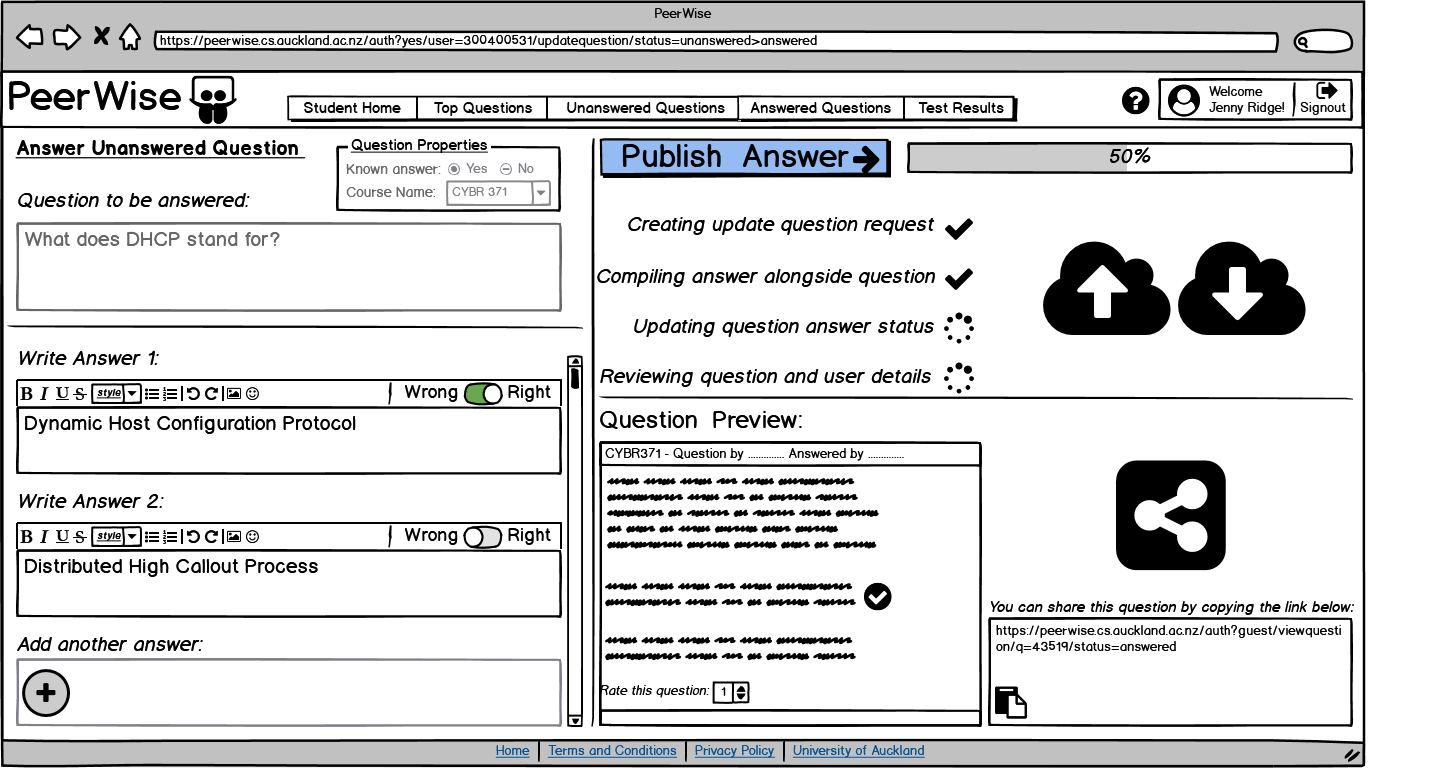 PeerWise
https://peerwise.cs.auckland.ac.nz/auth?yes/user=300400531/updatequestion/status=unanswered>answered
PeerWise
Student Home
Top Questions
Unanswered Questions
Answered Questions
Test Results
?
Welcome
Jenny Ridge!
Signout
Answer Unanswered Question
Question Properties
Known answer: Yes No
Course Name: CYBR 371
Question to be answered:
What does DHCP stand for?
Write Answer 1:
B I U S style Wrong Right
Dynamic Host Configuration Protocol
Write Answer 2:
B I U S style Wrong Right
Distributed High Callout Process
Add another answer:
Publish Answer
50%
Creating update question request
Compiling answer alongside question
Updating question answer status
Reviewing question and user details
Question Preview:
CYBR371 - Question by .............. Answered by ..............
Rate this question: 1
You can share this question by copying the link below:
https://peerwise.cs.auckland.ac.nz/auth?guest/viewquesti
on/q=43519/status=answered
Home
Terms and Conditions
Privacy Policy
University of Auckland